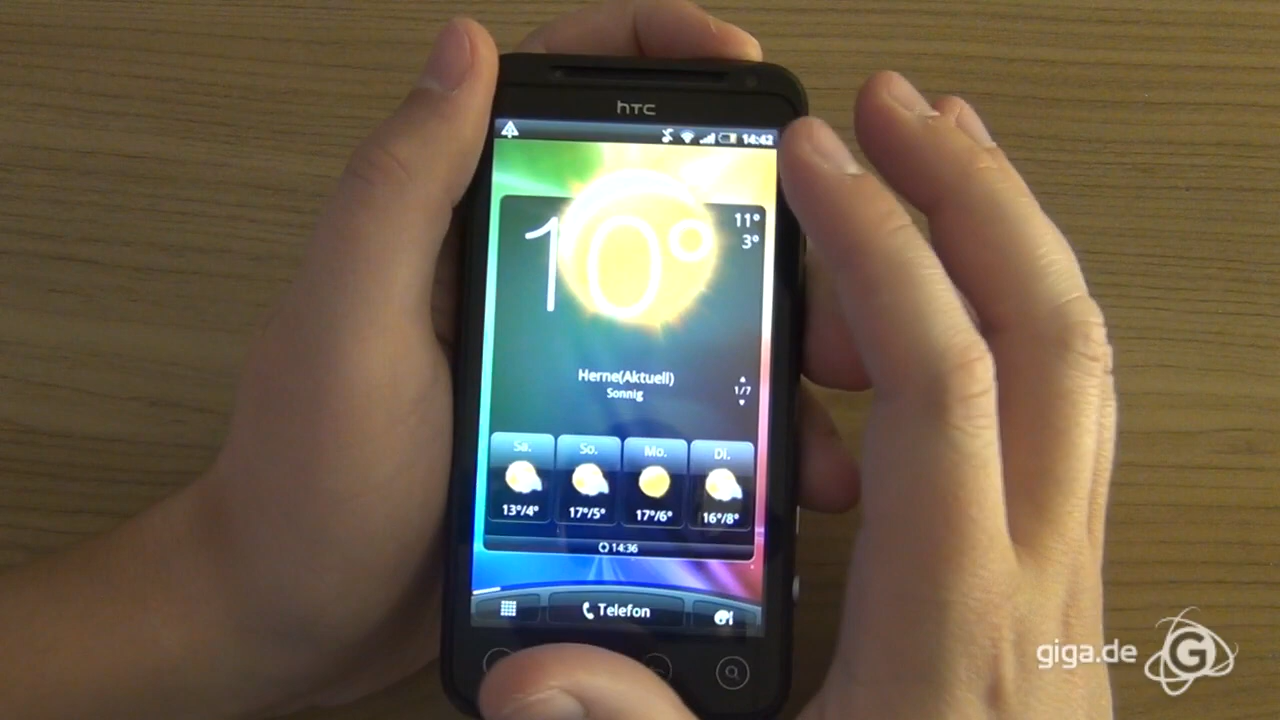 hTC
14:42
10°
11°
3°
Herne(Aktuell)
Sonnig
1/7
Sa. So. Mo. Di.
13°/4° 17°/5° 17°/6° 16°/8°
14:36
Telefon
giga.de G